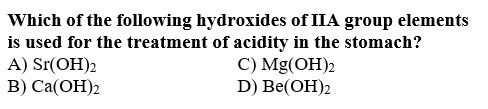 Which of the following hydroxides of IIA group elements
is used for the treatment of acidity in the stomach?
A) Sr(OH)₂ C) Mg(OH)₂
B) Ca(OH)₂ D) Be(OH)₂